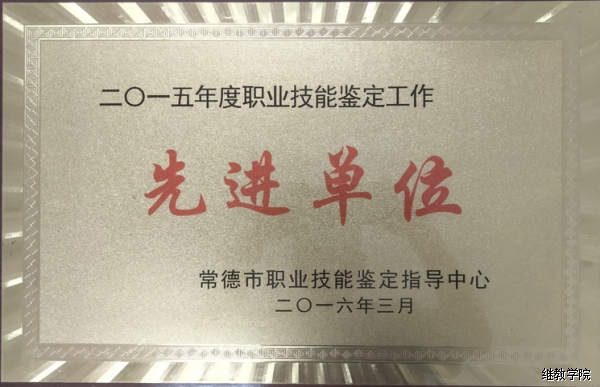 二〇一五年度职业技能鉴定工作
先进单位
常德市职业技能鉴定指导中心
二〇一六年三月
继教学院